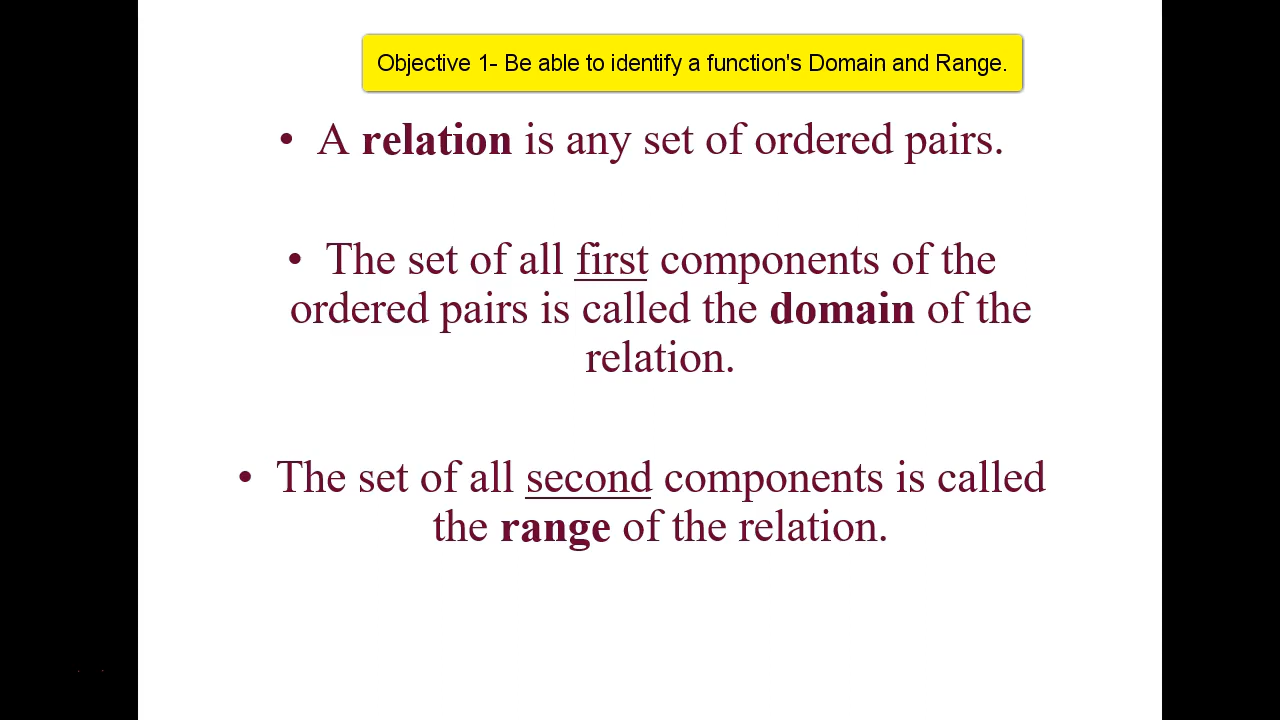 Objective 1- Be able to identify a function's Domain and Range.
• A relation is any set of ordered pairs.
• The set of all first components of the
ordered pairs is called the domain of the
relation.
• The set of all second components is called
the range of the relation.